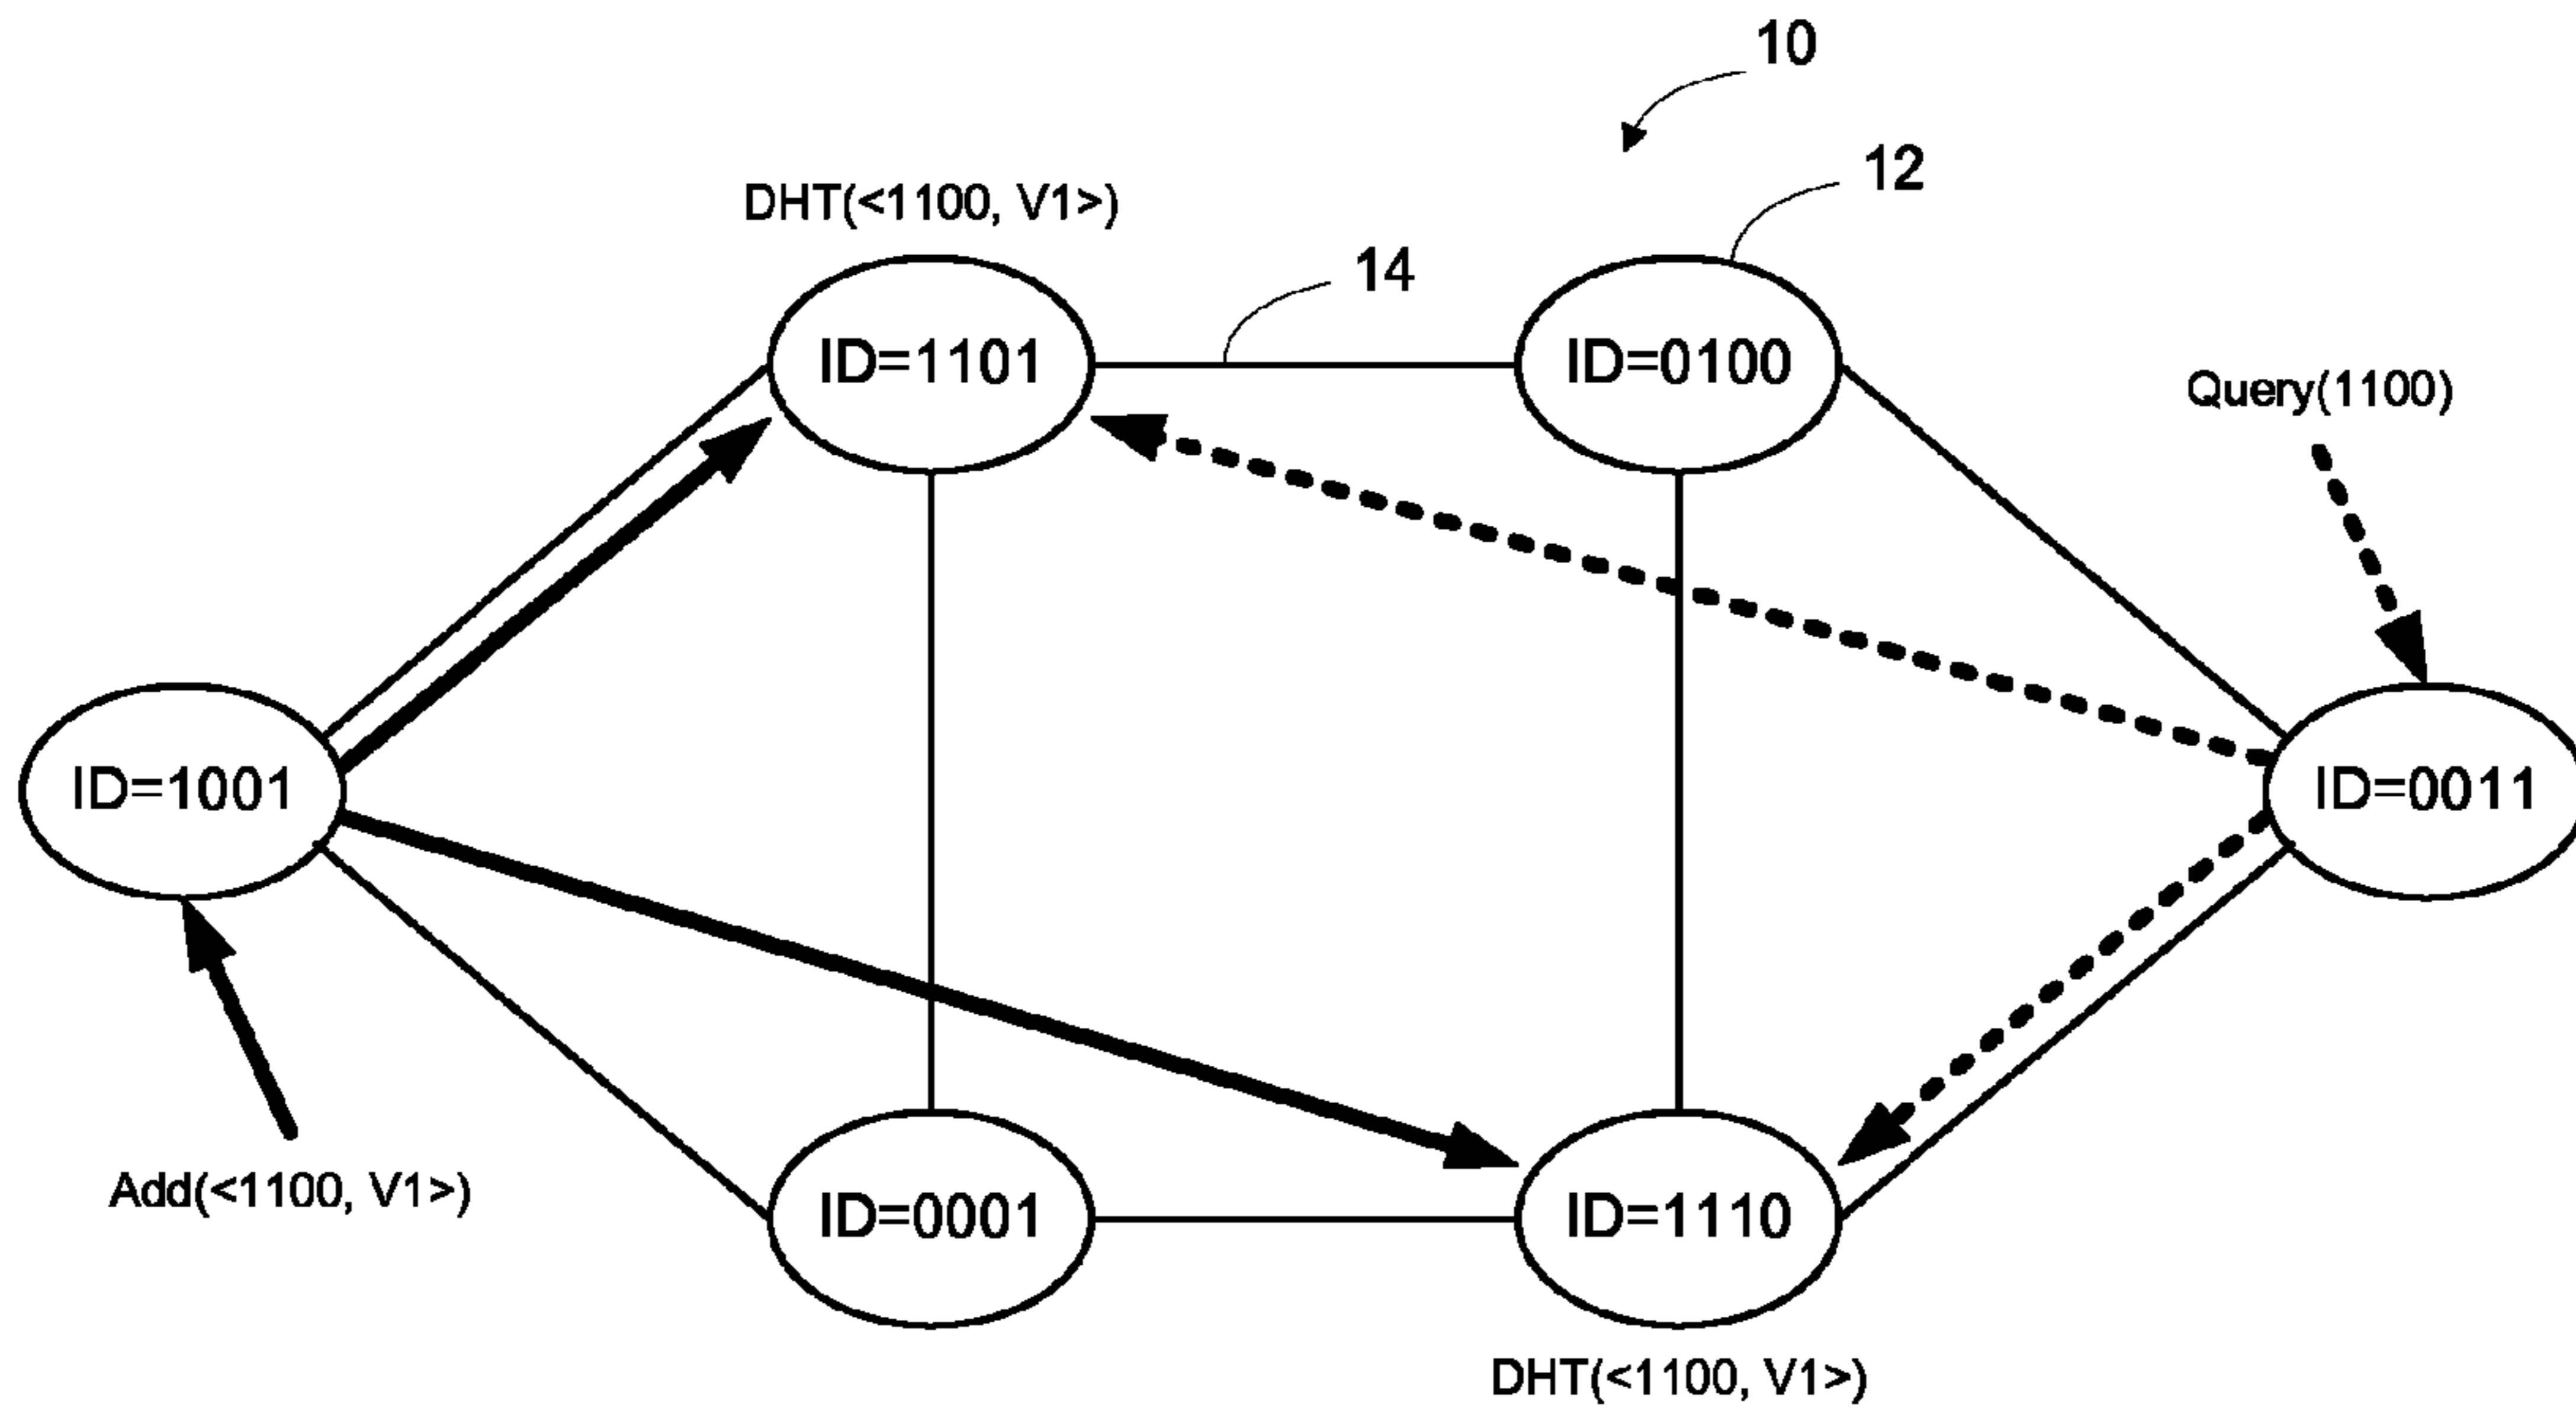 10
12
DHT(<1100, V1>)
14
ID=1101
ID=0100
Query(1100)
ID=1001
ID=0011
Add(<1100, V1>)
ID=0001
ID=1110
DHT(<1100, V1>)